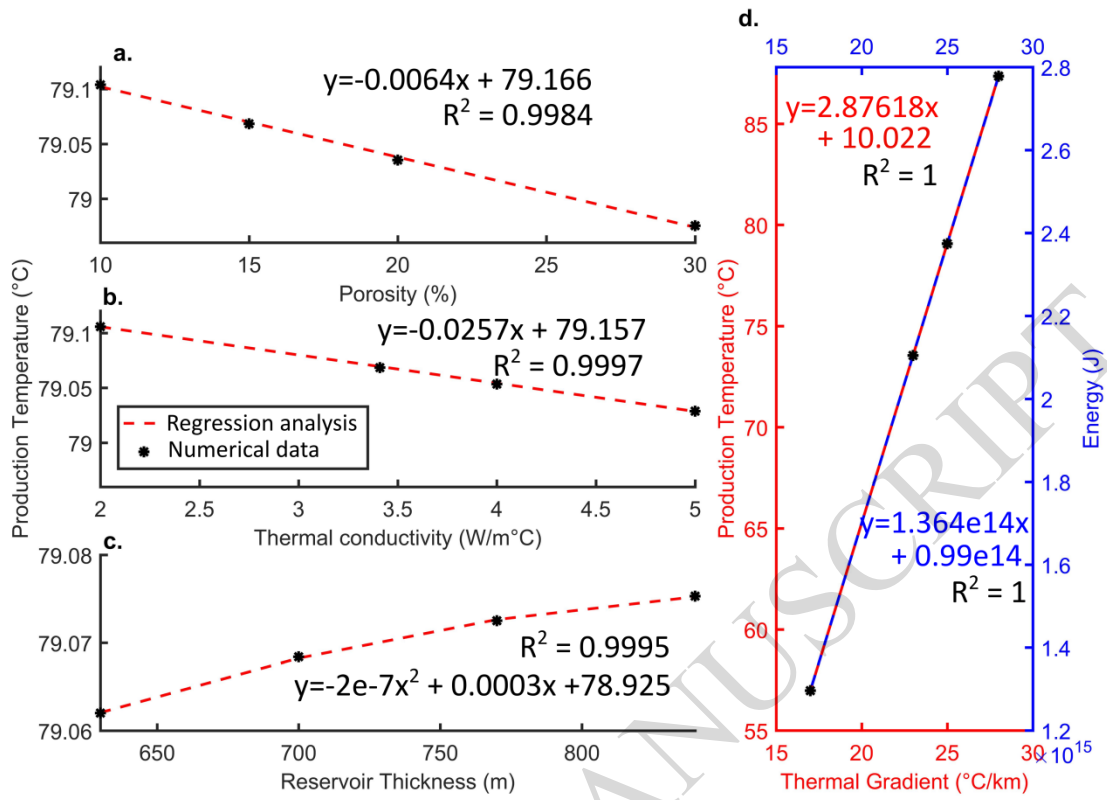 a.
y=-0.0064x + 79.166
R² = 0.9984
79.1
79.05
79
10 15 20 25 30
Porosity (%)
b.
y=-0.0257x + 79.157
R² = 0.9997
79.1
79.05
79
Regression analysis
Numerical data
2 2.5 3 3.5 4 4.5 5
Thermal conductivity (W/m°C)
c.
79.08
79.07
79.06
R² = 0.9995
y=-2e-7x² + 0.0003x +78.925
650 700 750 800
Reservoir Thickness (m)
Production Temperature (°C)
d.
15 20 25 30
y=2.87618x
+ 10.022
R² = 1
85
80
75
70
65
60
55
Production Temperature (°C)
2.8
2.6
2.4
2.2
2
1.8
1.6
1.4
1.2
×10¹⁵
Energy (J)
y=1.364e14x
+ 0.99e14
R² = 1
15 20 25 30
Thermal Gradient (°C/km)
ANUSCRIPT